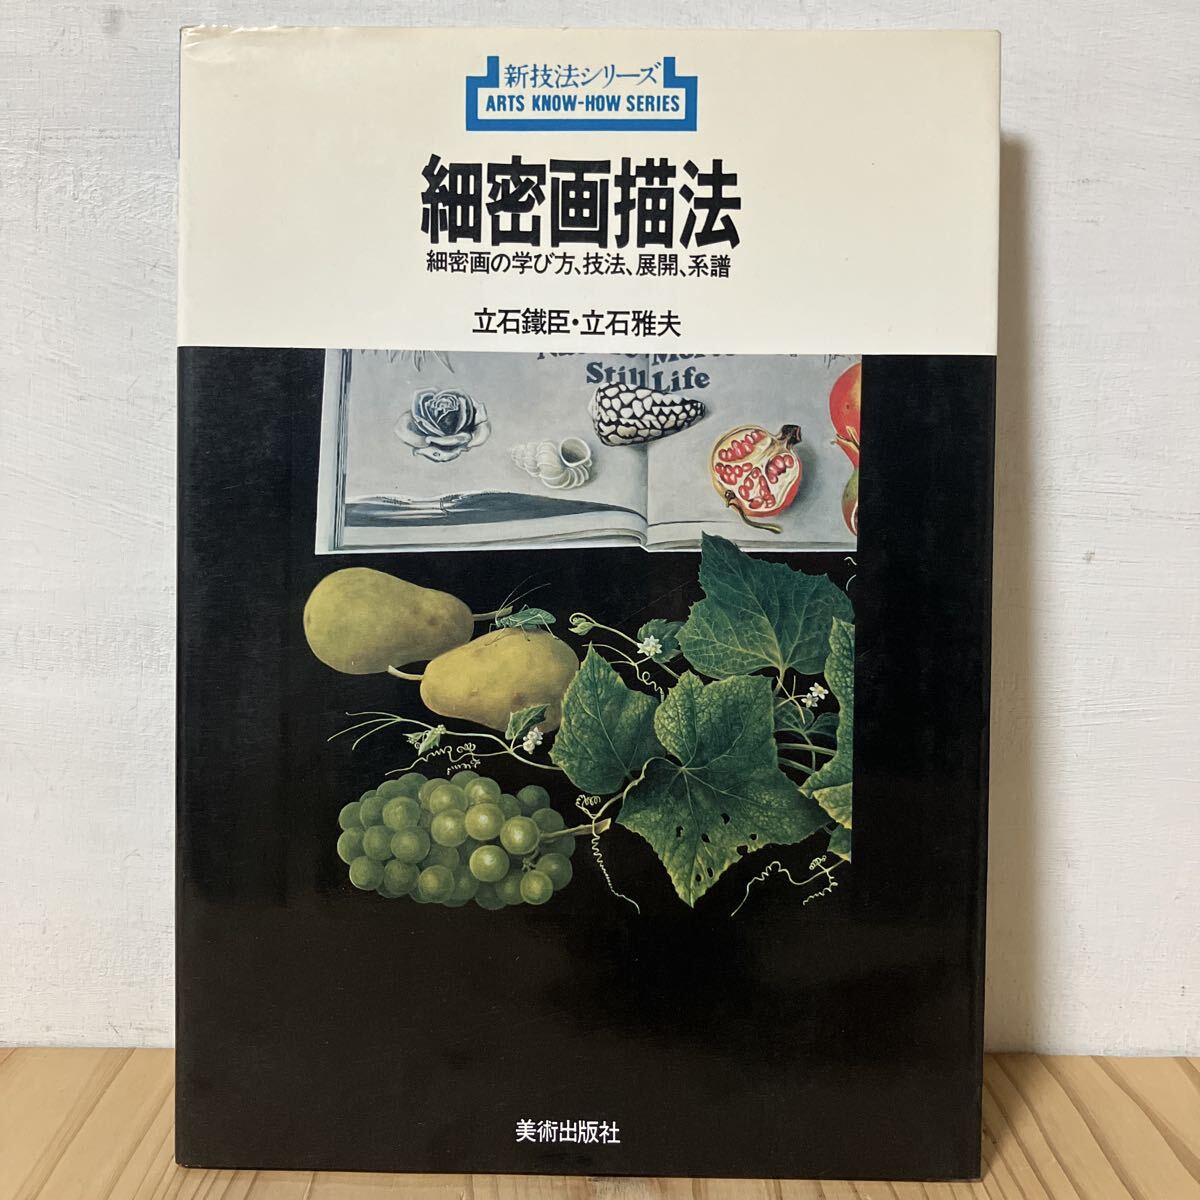 新技法シリーズ
ARTS KNOW-HOW SERIES
細密画描法
細密画の学び方、技法、展開、系譜
立石鐵臣・立石雅夫
Still Life
美術出版社